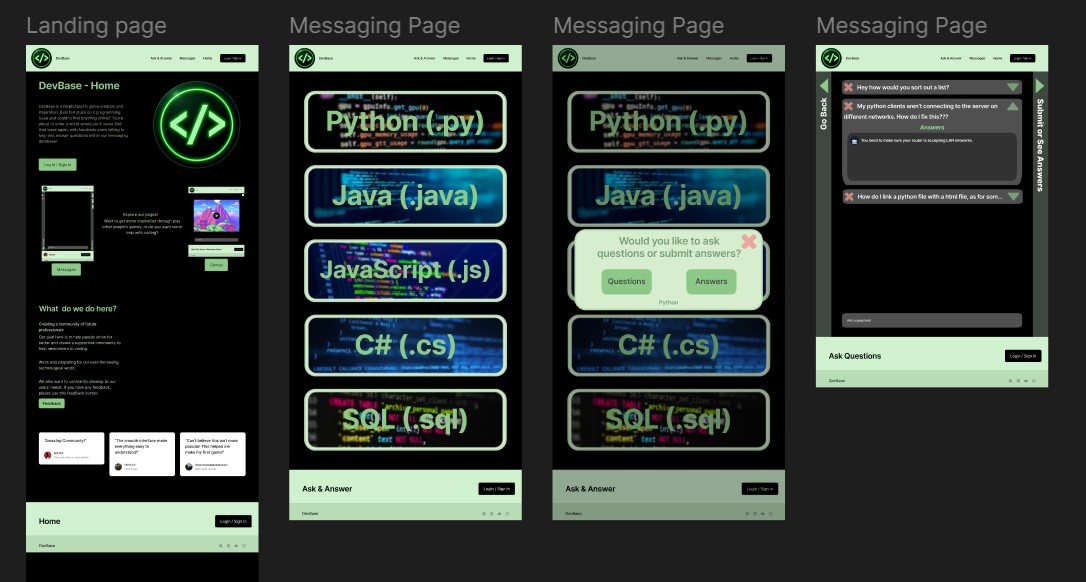 Landing page
DevBase
Ask & Answer Messages Home Login / Sign In
DevBase - Home
DevBase is a helpful tool to game creation and
inspiration. Ever felt stuck on a programming
issue and couldn't find anything online? You're
about to enter a world where you'll never feel
that issue again, with hundreds users willing to
help and answer questions within our messaging
database!
Log In / Sign In
</>
Explore our pages!
Want to get some inspiration through play
other people's games, or do you want some
help with coding?
Messages
Games
What do we do here?
Creating a community of future
professionals
Our goal here is to help people strive for
better and create a supportive community to
help newcomers to coding.
We're also preparing for our ever-increasing
technology.
We also want to constantly develop to our
users' needs. If you have any feedback,
please use this feedback button.
Feedback
"Amazing Community!"
"The smooth interface made
everything easy to
understand!"
"Can't believe this isn't more
popular! This helped me
make my first game!"
Home
Login / Sign In
DevBase
Messaging Page
DevBase
Ask & Answer Messages Home Login / Sign In
Python (.py)
Java (.java)
JavaScript (.js)
C# (.cs)
SQL (.sql)
Ask & Answer
Login / Sign In
DevBase
Messaging Page
DevBase
Ask & Answer Messages Home Login / Sign In
Python (.py)
Java (.java)
Would you like to ask
questions or submit answers?
Questions
Answers
Python
C# (.cs)
SQL (.sql)
Ask & Answer
Login / Sign In
DevBase
Messaging Page
DevBase
Ask & Answer Messages Home Login / Sign In
Go Back
Hey how would you sort out a list?
My python clients aren't connecting to the server on
different networks. How do I fix this???
Answers
You need to make sure your router is accepting LAN networks.
How do I link a python file with a html file, as for som...
Submit or See Answers
Ask a question!
Ask Questions
Login / Sign In
DevBase